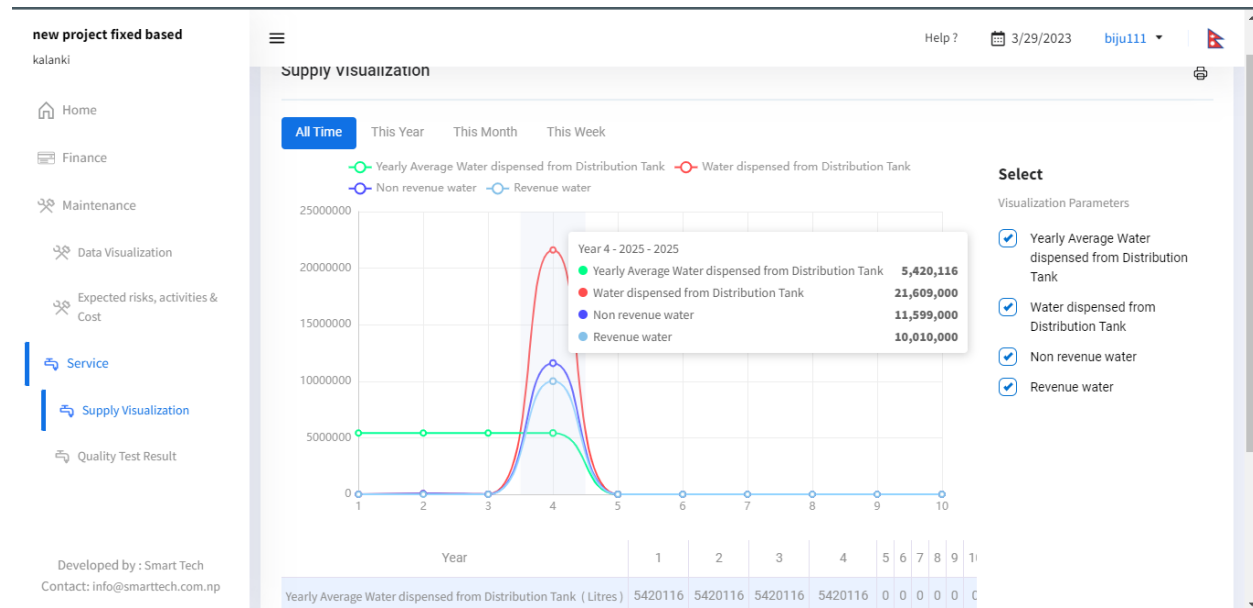 new project fixed based
kalanki
Home
Finance
Maintenance
Data Visualization
Expected risks, activities &
Cost
Service
Supply Visualization
Quality Test Result
Developed by : Smart Tech
Contact: info@smarttech.com.np
Help ?
3/29/2023
biju111
Supply Visualization
All Time
This Year
This Month
This Week
Yearly Average Water dispensed from Distribution Tank
Water dispensed from Distribution Tank
Non revenue water
Revenue water
25000000
20000000
15000000
10000000
5000000
0
1 2 3 4 5 6 7 8 9 10
Year 4 - 2025 - 2025
Yearly Average Water dispensed from Distribution Tank 5,420,116
Water dispensed from Distribution Tank 21,609,000
Non revenue water 11,599,000
Revenue water 10,010,000
Select
Visualization Parameters
Yearly Average Water
dispensed from Distribution
Tank
Water dispensed from
Distribution Tank
Non revenue water
Revenue water
Year 1 2 3 4 5 6 7 8 9
Yearly Average Water dispensed from Distribution Tank ( Litres ) 5420116 5420116 5420116 5420116 0 0 0 0 0